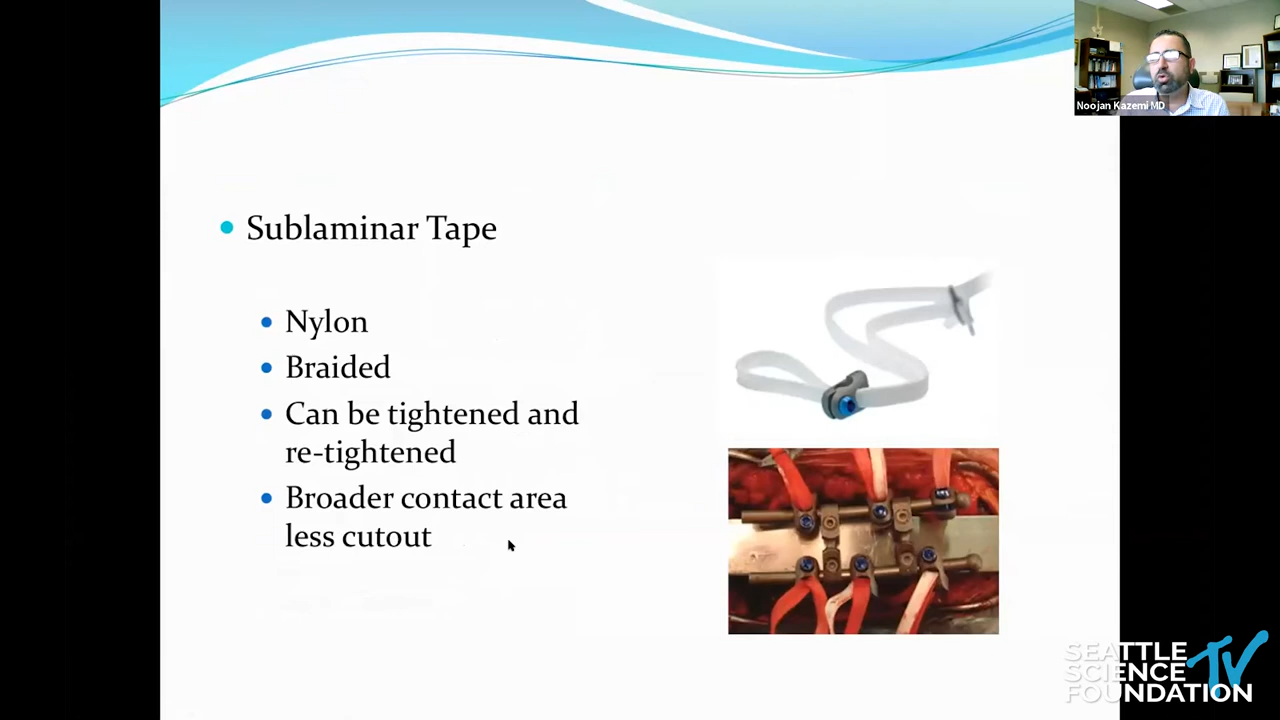 Noojan Kazemi MD
Sublaminar Tape
Nylon
Braided
Can be tightened and
re-tightened
Broader contact area
less cutout
SEATTLE
SCIENCE
FOUNDATION
TV